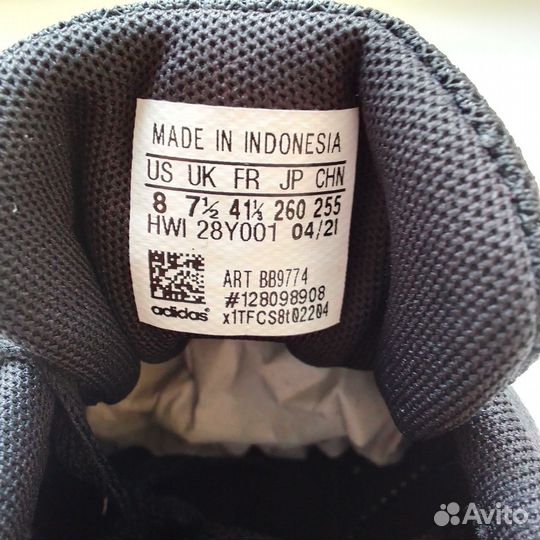 MADE IN INDONESIA
US UK FR JP CHN
8 7½ 41⅓ 260 255
HWI 28Y001 04/21
ART BB9774
#128098908
adidas
x1TFCS8t02204
Avito